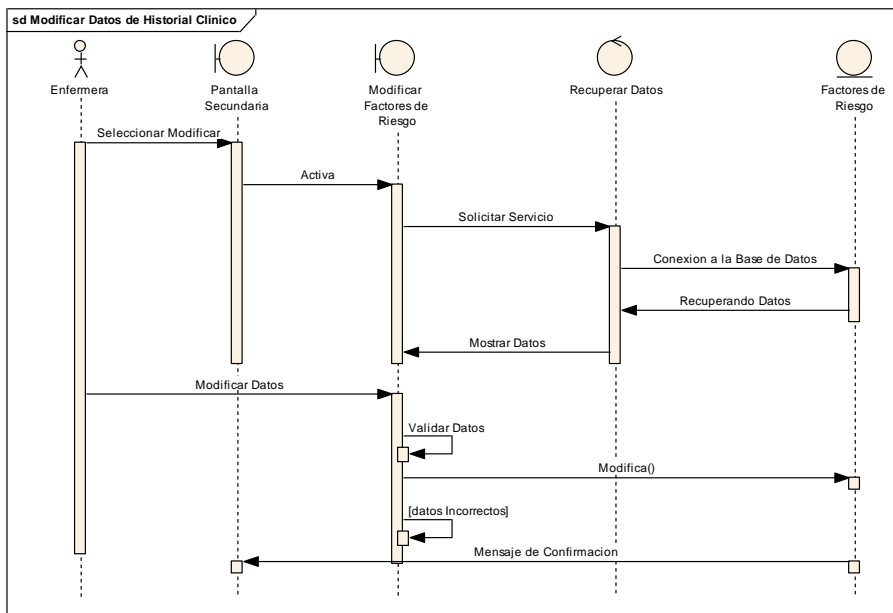 sd Modificar Datos de Historial Clinico
Enfermera
Pantalla
Secundaria
Modificar
Factores de
Riesgo
Recuperar Datos
Factores de
Riesgo
Seleccionar Modificar
Activa
Solicitar Servicio
Conexion a la Base de Datos
Recuperando Datos
Mostrar Datos
Modificar Datos
Validar Datos
Modifica()
[datos Incorrectos]
Mensaje de Confirmacion